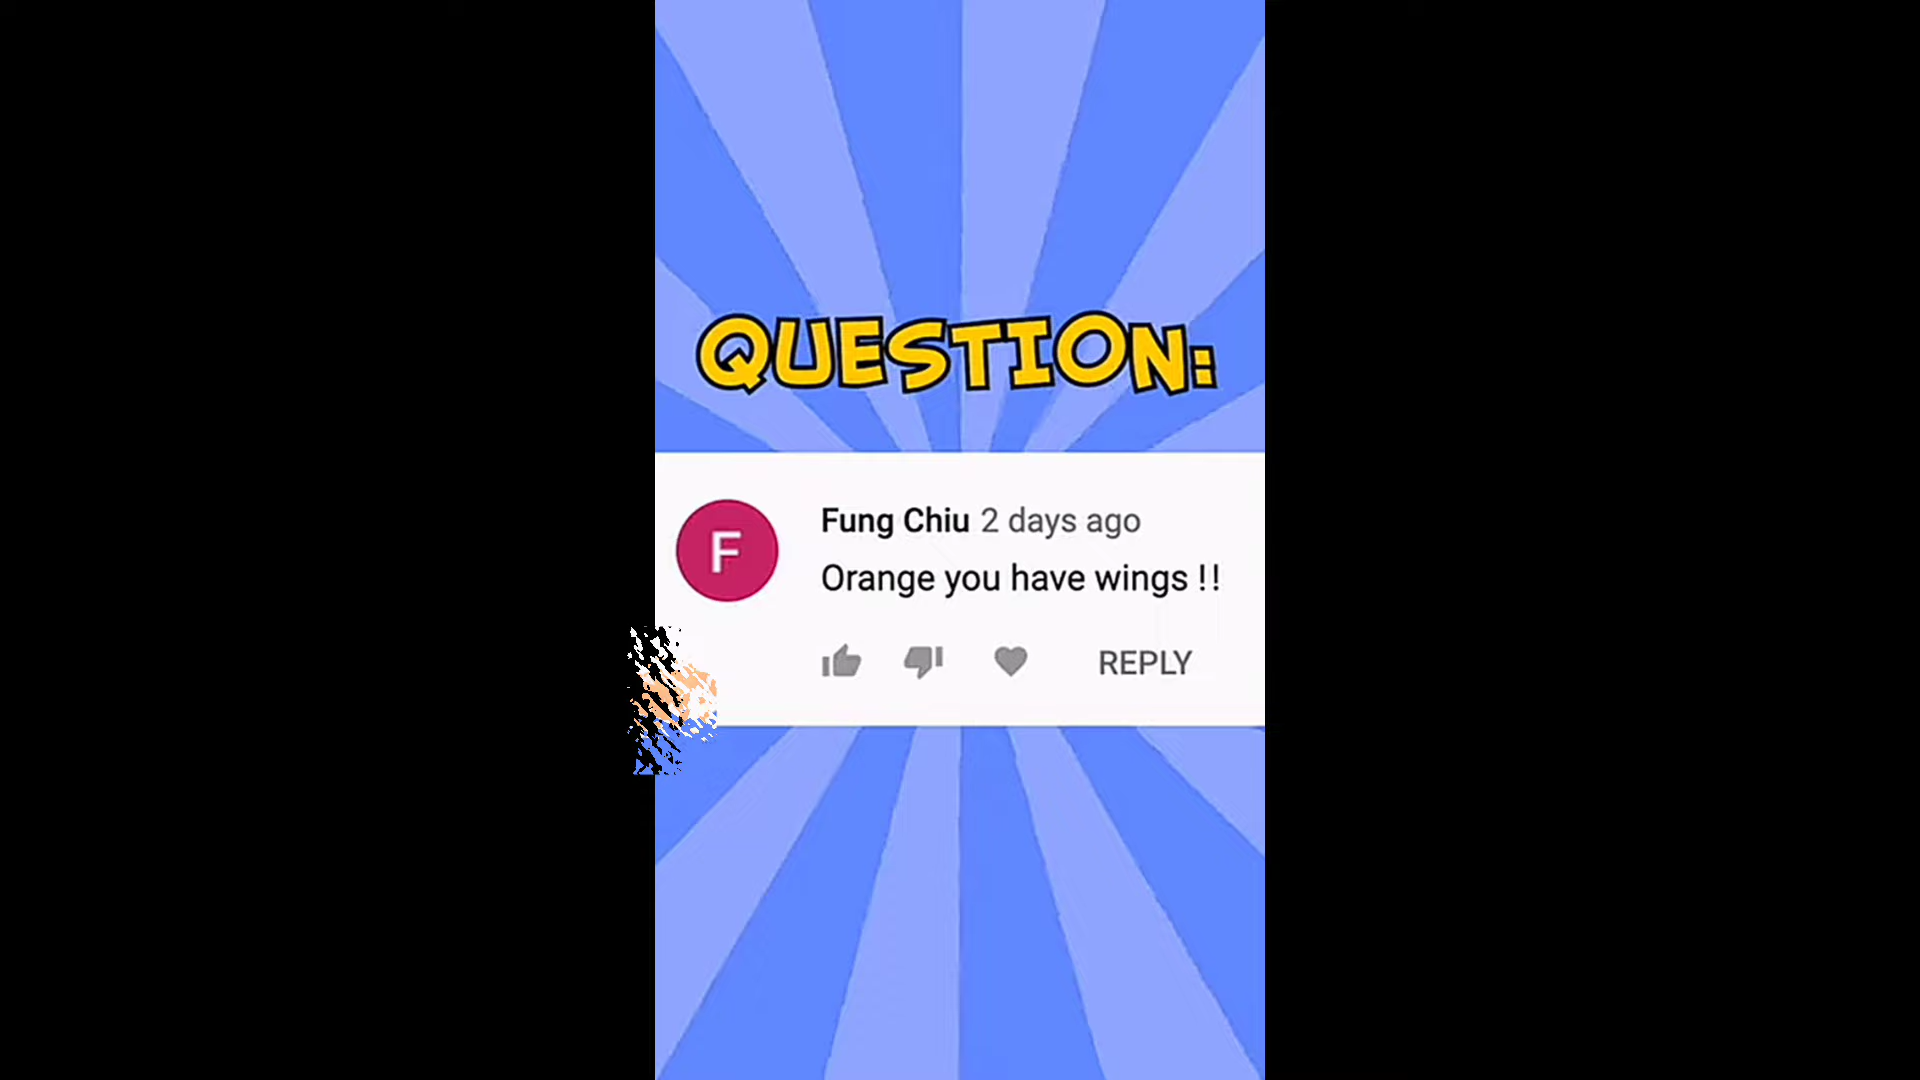 QUESTION:
F
Fung Chiu 2 days ago
Orange you have wings !!
REPLY